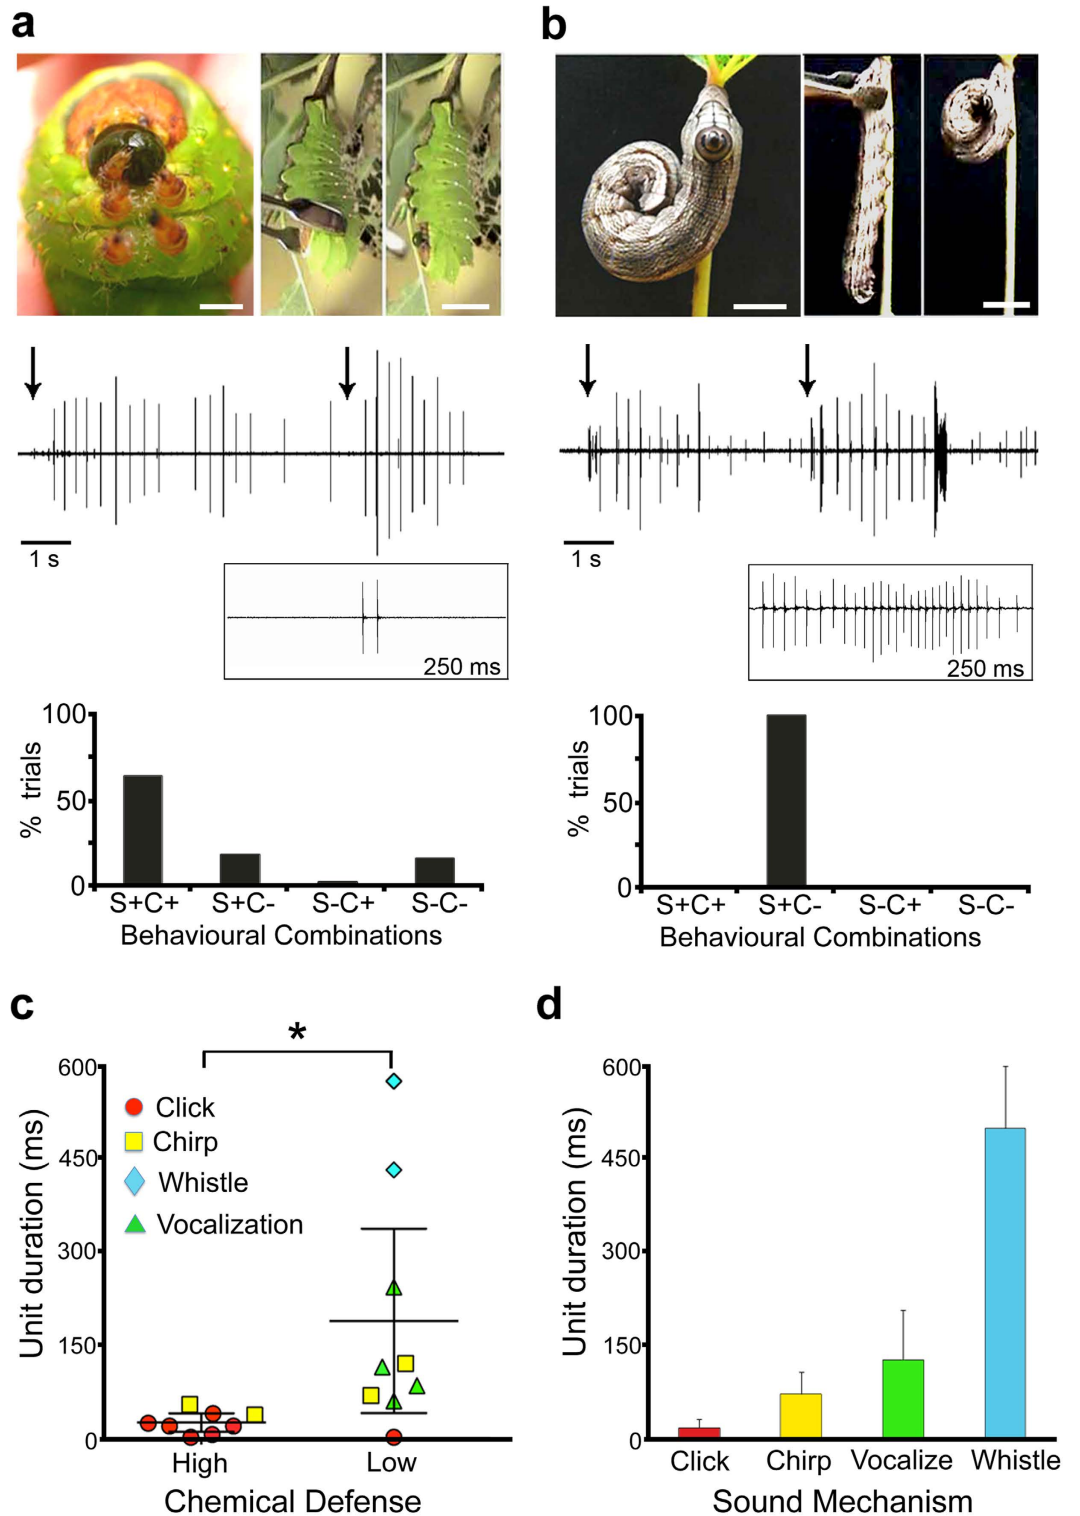 a
b
1 s
1 s
250 ms
250 ms
100
50
0
% trials
S+C+ S+C- S-C+ S-C-
Behavioural Combinations
100
50
0
% trials
S+C+ S+C- S-C+ S-C-
Behavioural Combinations
c
*
600
450
300
150
0
Unit duration (ms)
Click
Chirp
Whistle
Vocalization
High Low
Chemical Defense
d
600
450
300
150
0
Unit duration (ms)
Click Chirp Vocalize Whistle
Sound Mechanism